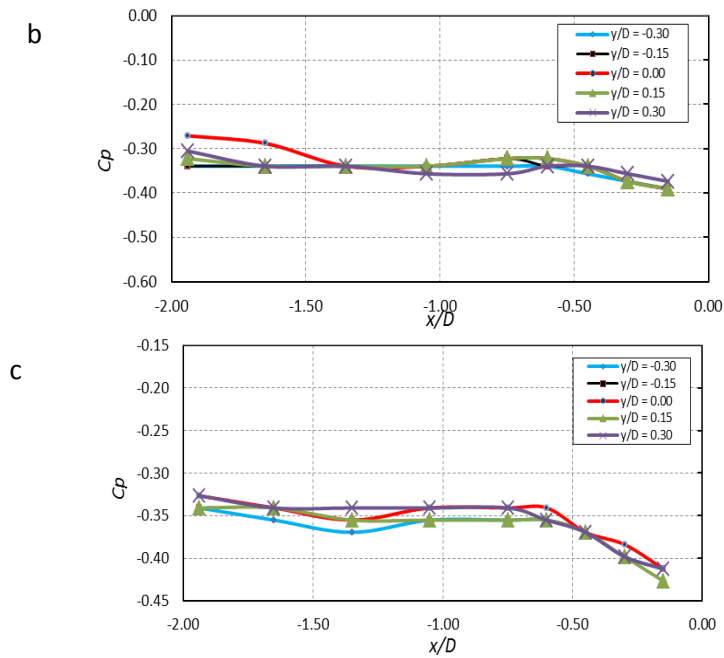 b
0.00
-0.10
-0.20
-0.30
-0.40
-0.50
-0.60
Cp
-2.00 -1.50 -1.00 -0.50 0.00
x/D
y/D = -0.30
y/D = -0.15
y/D = 0.00
y/D = 0.15
y/D = 0.30
c
-0.15
-0.20
-0.25
-0.30
-0.35
-0.40
-0.45
Cp
-2.00 -1.50 -1.00 -0.50 0.00
x/D
y/D = -0.30
y/D = -0.15
y/D = 0.00
y/D = 0.15
y/D = 0.30